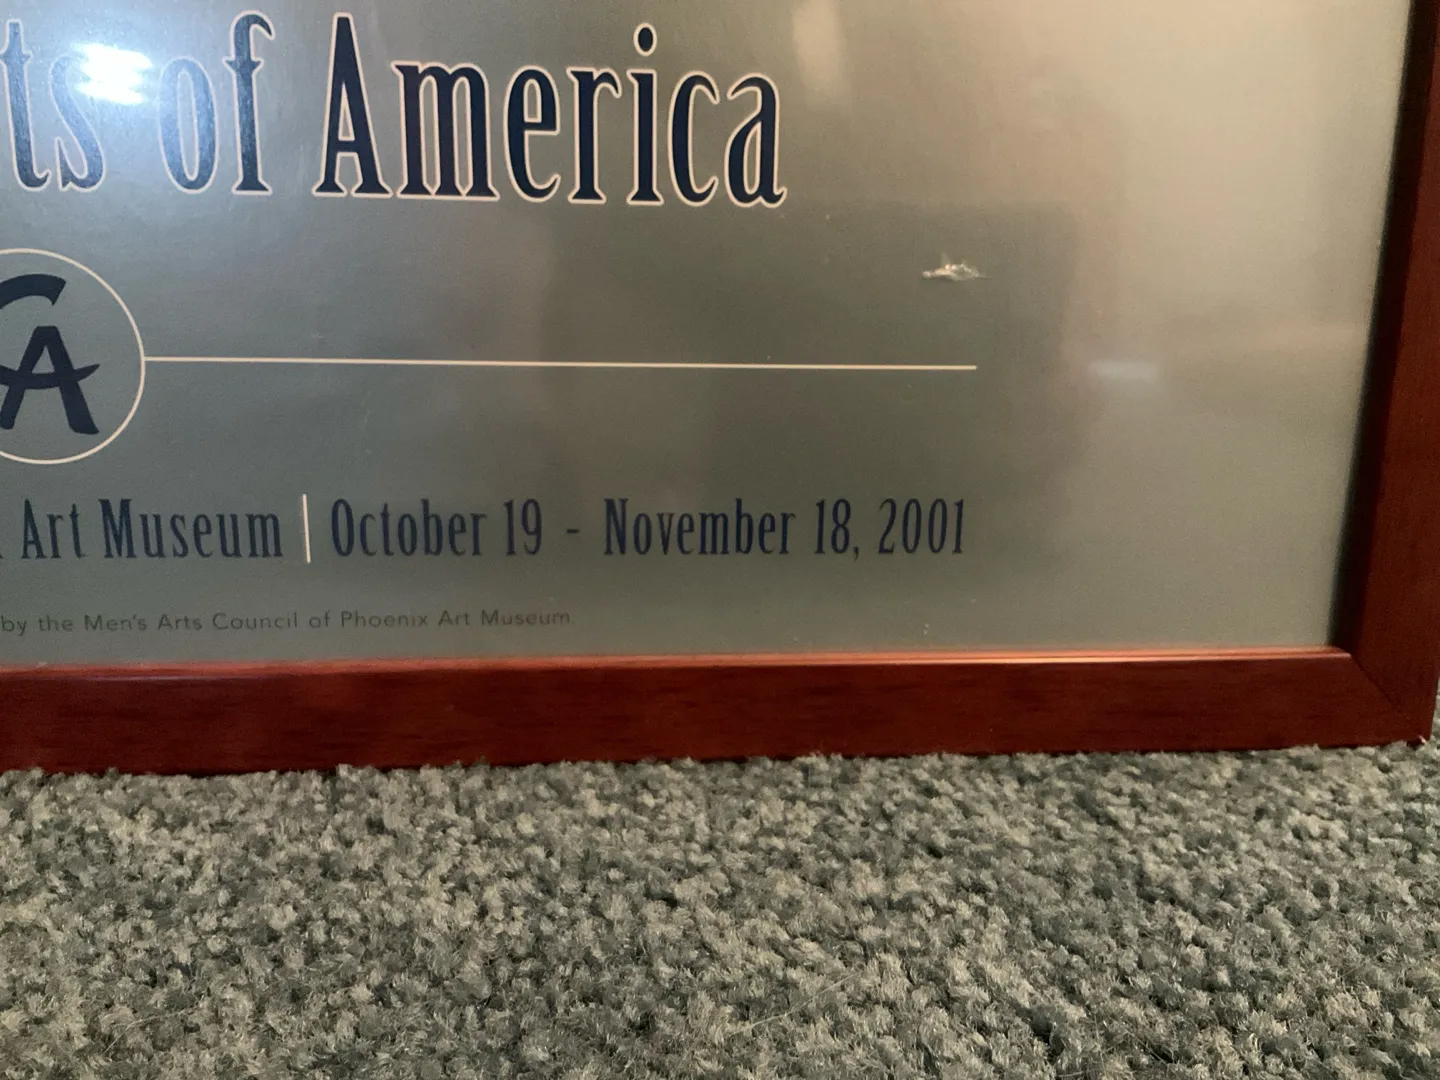 ts of America
CA
Art Museum | October 19 - November 18, 2001
by the Men's Arts Council of Phoenix Art Museum.